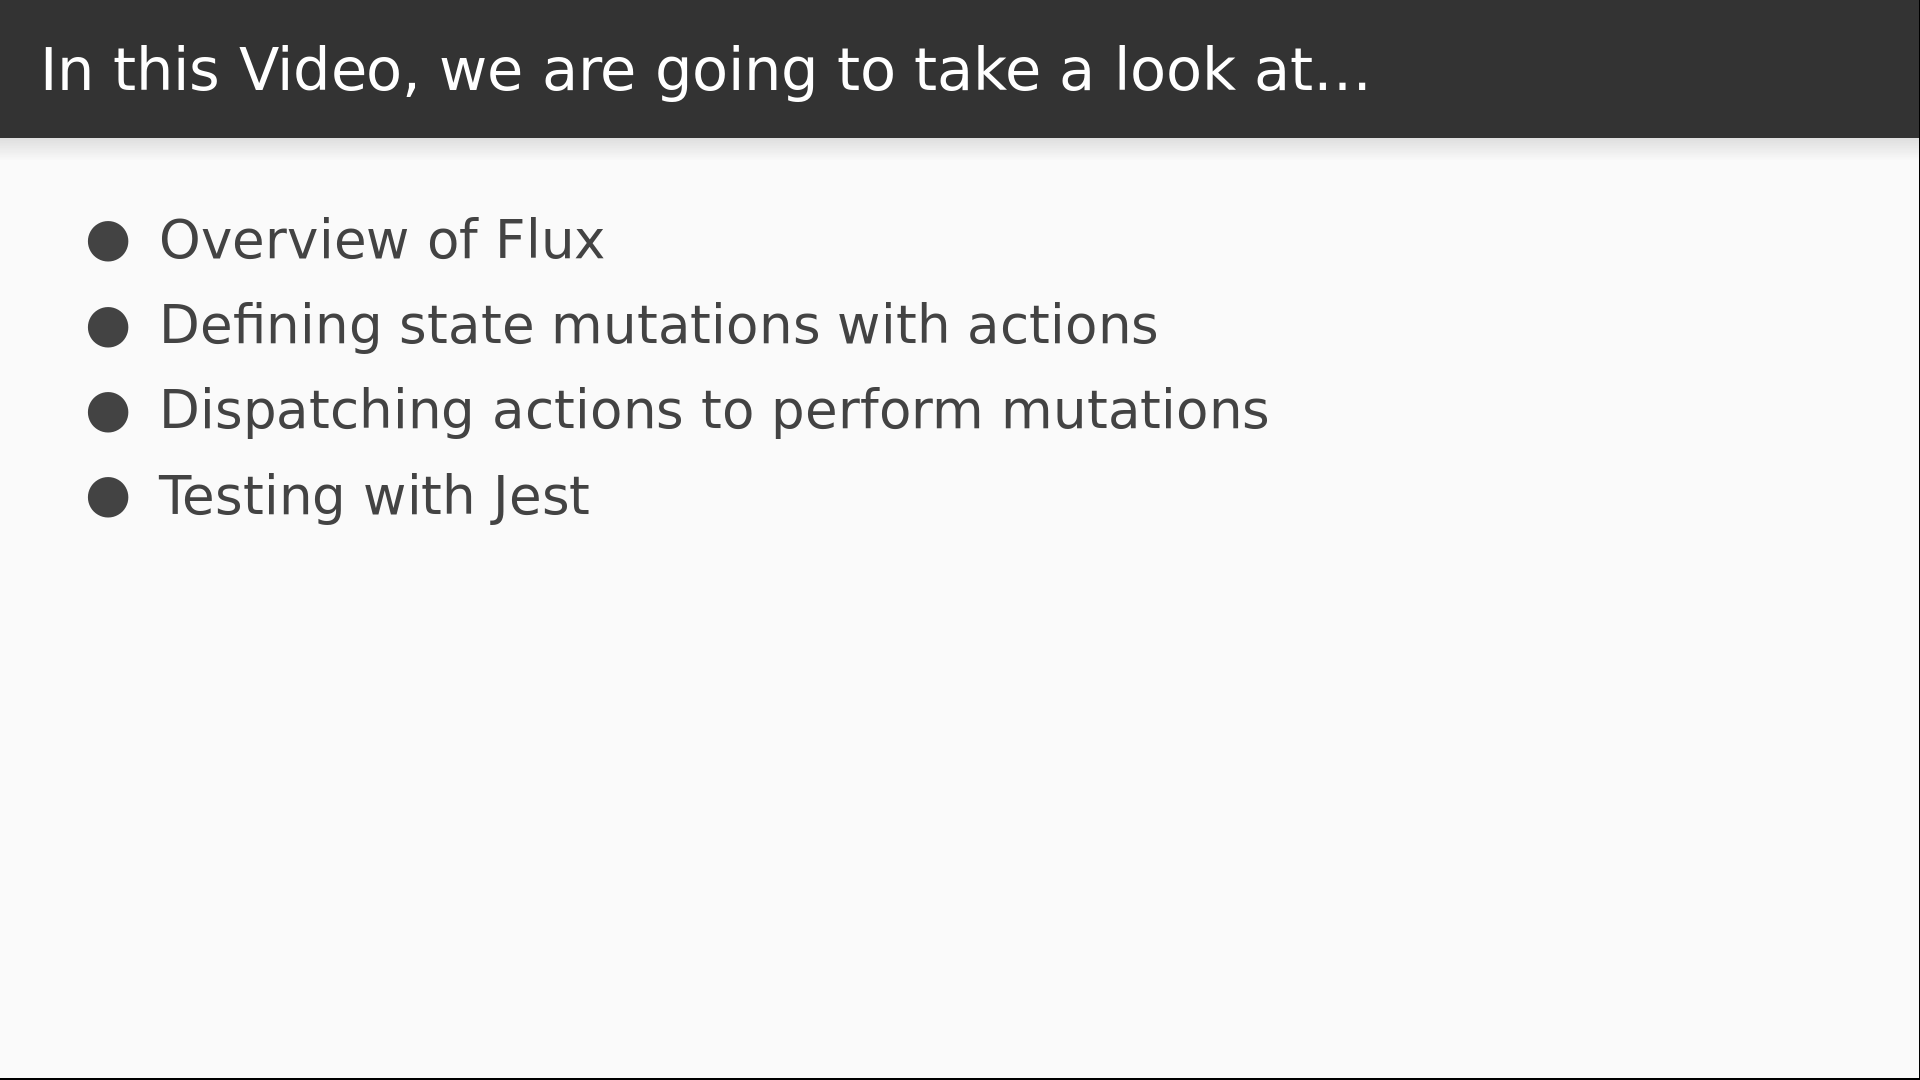 In this Video, we are going to take a look at...
● Overview of Flux
● Defining state mutations with actions
● Dispatching actions to perform mutations
● Testing with Jest